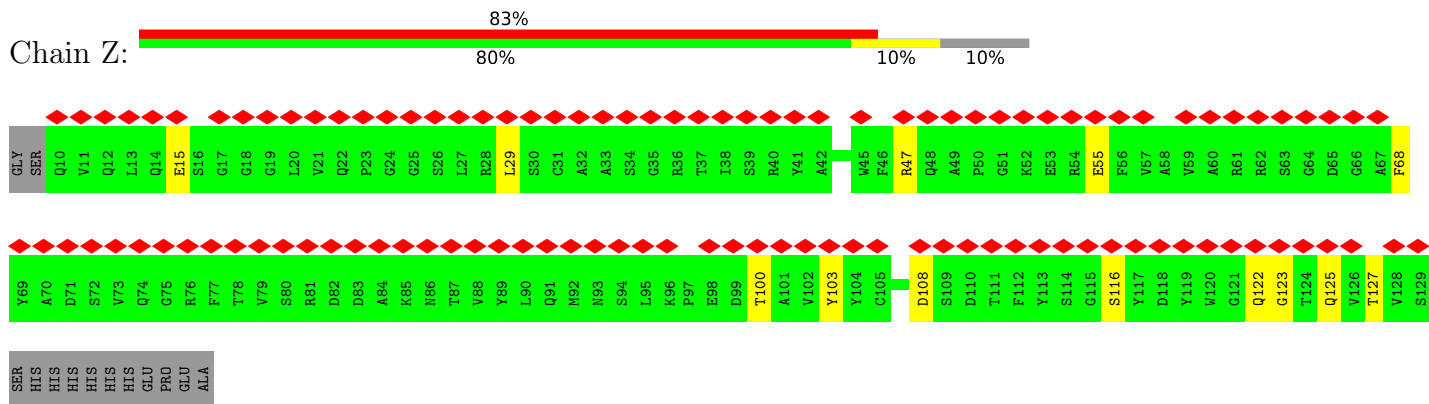 83%
Chain Z:
80% 10% 10%
GLY SER Q10 V11 Q12 L13 Q14 E15 S16 G17 G18 G19 L20 V21 Q22 P23 G24 G25 S26 L27 R28 L29 S30 C31 A32 A33 S34 G35 R36 T37 I38 S39 R40 Y41 A42 W45 F46 R47 Q48 A49 P50 G51 K52 E53 R54 E55 F56 V57 A58 V59 A60 R61 R62 S63 G64 D65 G66 A67 F68
Y69 A70 D71 S72 V73 Q74 G75 R76 F77 T78 V79 S80 R81 D82 D83 A84 K85 N86 T87 V88 Y89 L90 Q91 M92 N93 S94 L95 K96 P97 E98 D99 T100 A101 V102 Y103 Y104 C105 D108 S109 D110 T111 F112 Y113 S114 G115 S116 Y117 D118 Y119 W120 G121 Q122 G123 T124 Q125 V126 T127 V128 S129
SER HIS HIS HIS HIS HIS HIS GLU PRO GLU ALA